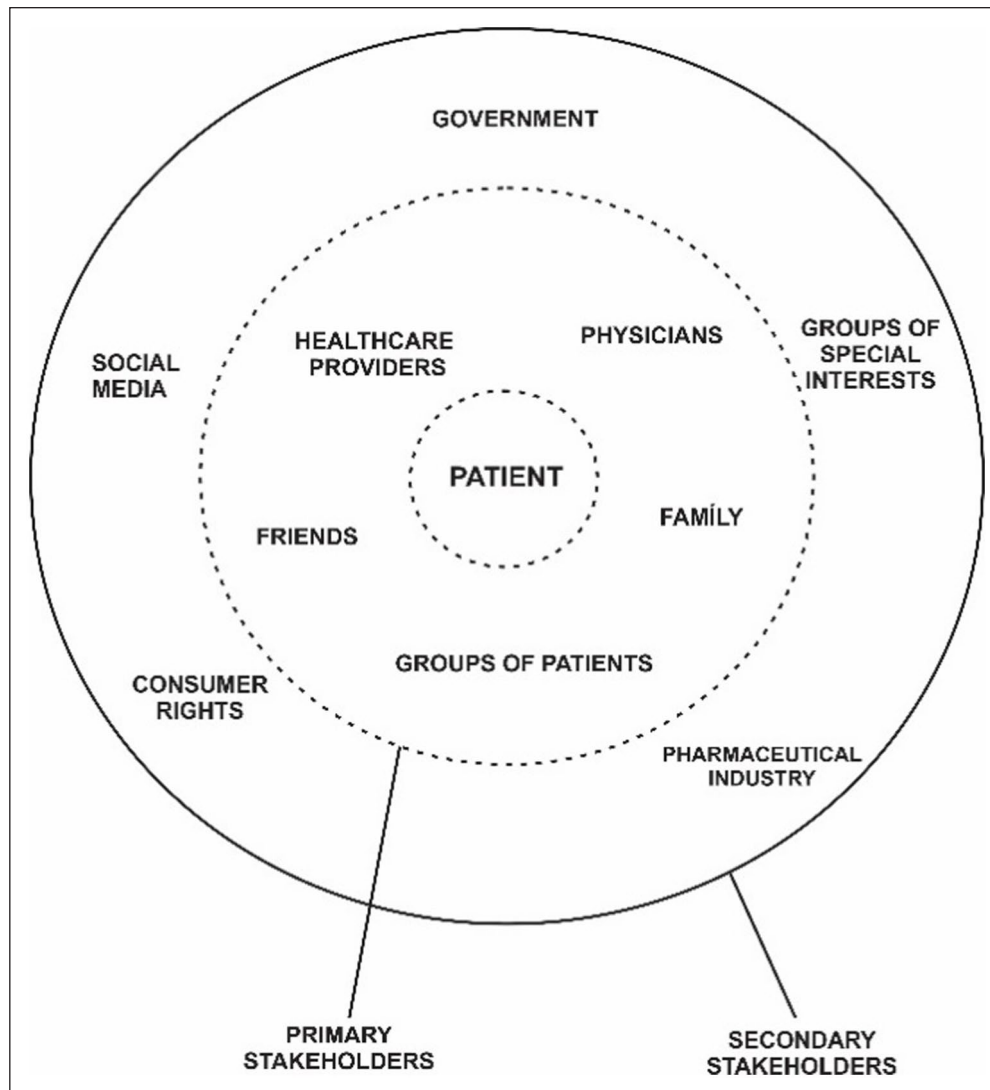 GOVERNMENT
SOCIAL
MEDIA
HEALTHCARE
PROVIDERS
PHYSICIANS
GROUPS OF
SPECIAL
INTERESTS
PATIENT
FRIENDS
FAMÍLY
GROUPS OF PATIENTS
CONSUMER
RIGHTS
PHARMACEUTICAL
INDUSTRY
PRIMARY
STAKEHOLDERS
SECONDARY
STAKEHOLDERS